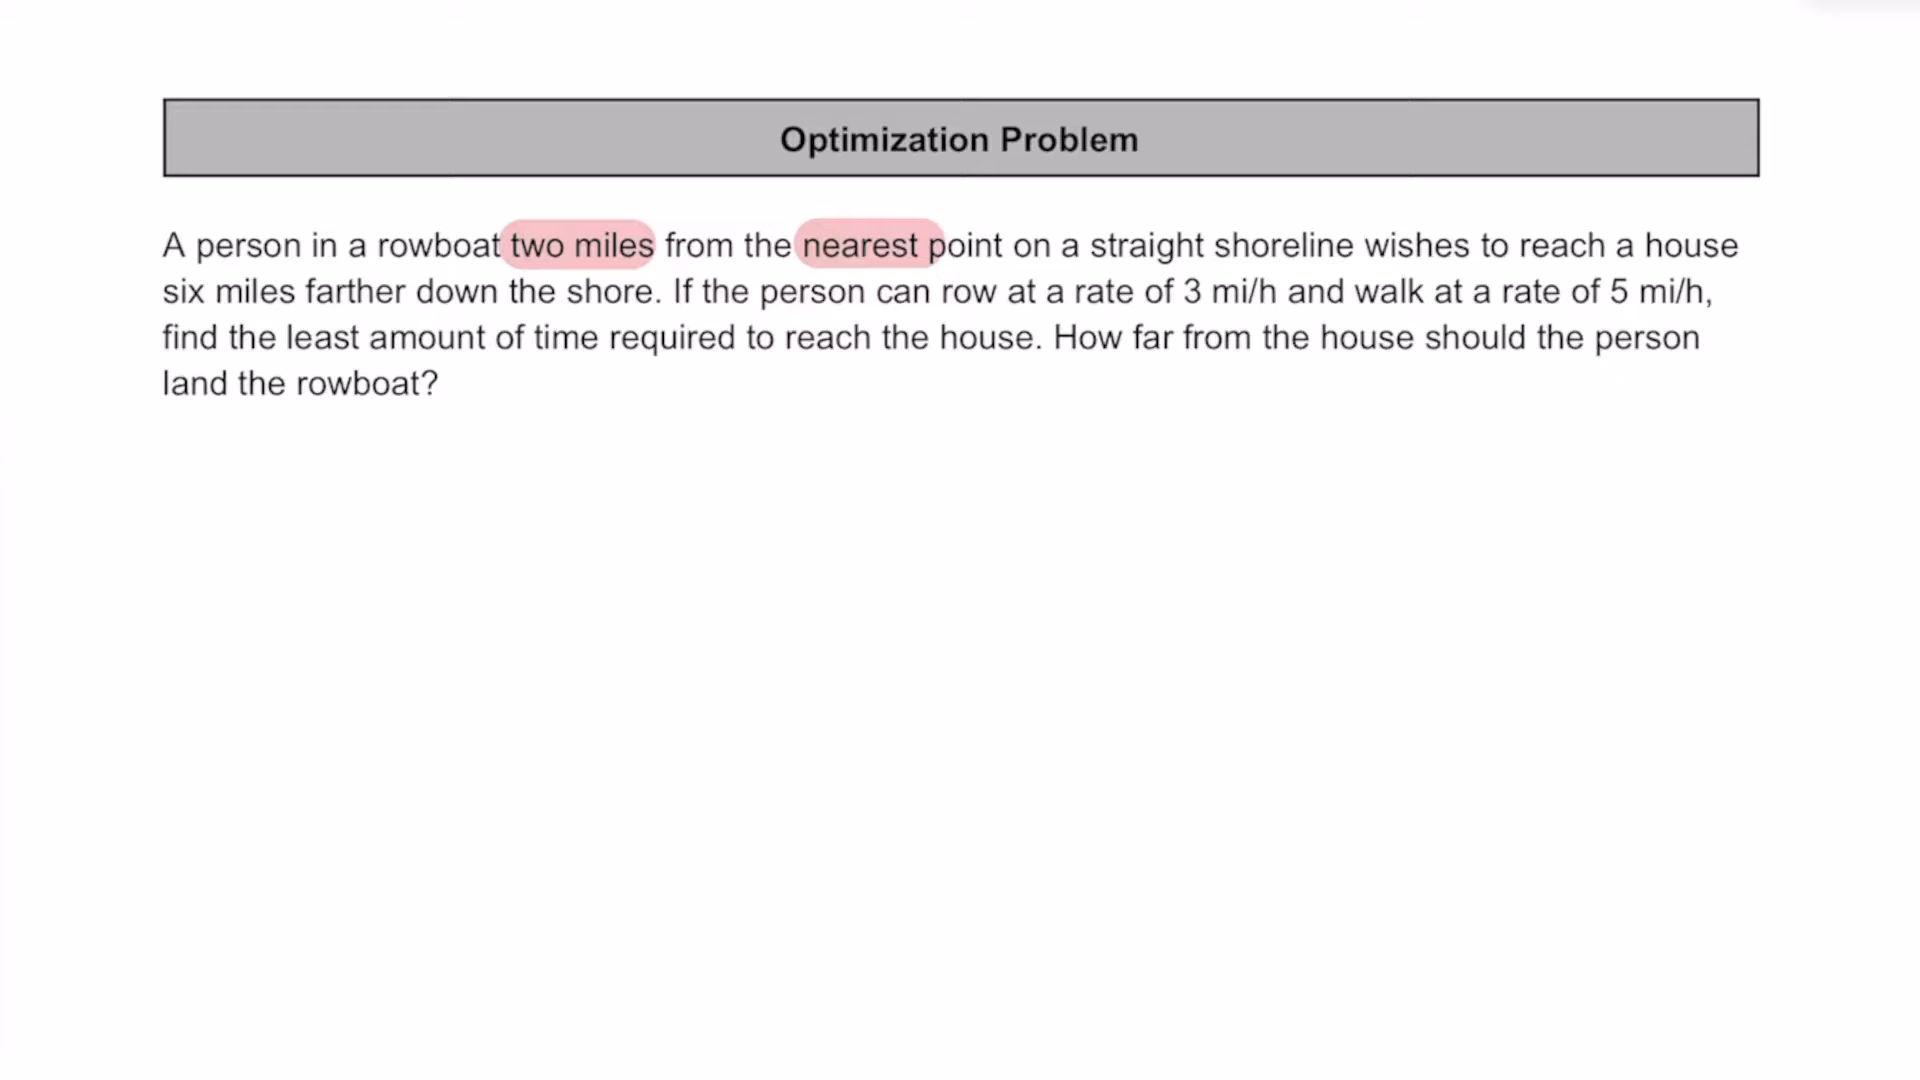 Optimization Problem
A person in a rowboat two miles from the nearest point on a straight shoreline wishes to reach a house
six miles farther down the shore. If the person can row at a rate of 3 mi/h and walk at a rate of 5 mi/h,
find the least amount of time required to reach the house. How far from the house should the person
land the rowboat?